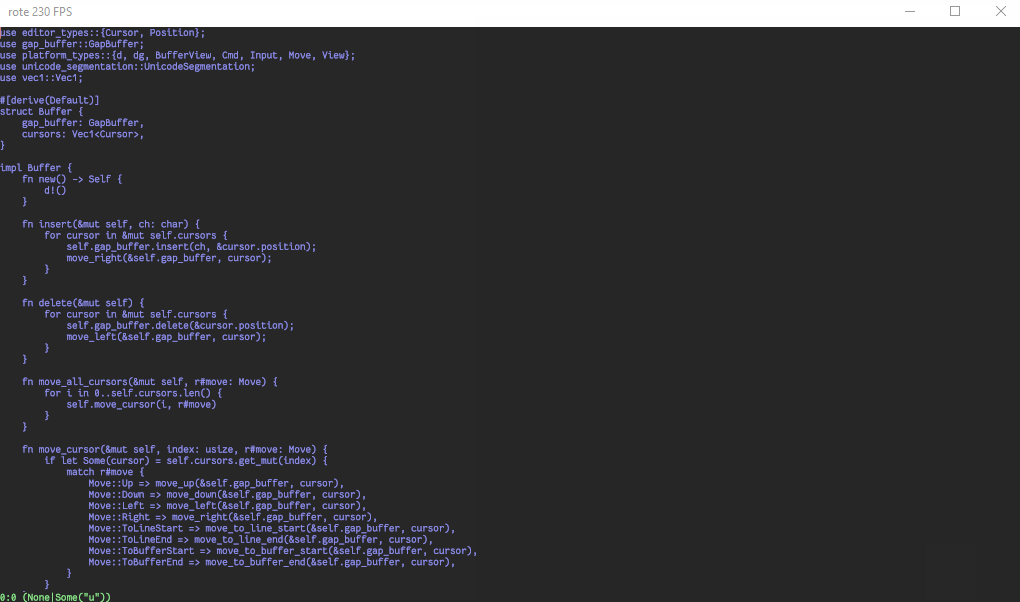 rote 230 FPS
use editor_types::{Cursor, Position};
use gap_buffer::GapBuffer;
use platform_types::{d, dg, BufferView, Cmd, Input, Move, View};
use unicode_segmentation::UnicodeSegmentation;
use vec1::Vec1;

#[derive(Default)]
struct Buffer {
    gap_buffer: GapBuffer,
    cursors: Vec1<Cursor>,
}

impl Buffer {
    fn new() -> Self {
        d!()
    }

    fn insert(&mut self, ch: char) {
        for cursor in &mut self.cursors {
            self.gap_buffer.insert(ch, &cursor.position);
            move_right(&self.gap_buffer, cursor);
        }
    }

    fn delete(&mut self) {
        for cursor in &mut self.cursors {
            self.gap_buffer.delete(&cursor.position);
            move_left(&self.gap_buffer, cursor);
        }
    }

    fn move_all_cursors(&mut self, r#move: Move) {
        for i in 0..self.cursors.len() {
            self.move_cursor(i, r#move)
        }
    }

    fn move_cursor(&mut self, index: usize, r#move: Move) {
        if let Some(cursor) = self.cursors.get_mut(index) {
            match r#move {
                Move::Up => move_up(&self.gap_buffer, cursor),
                Move::Down => move_down(&self.gap_buffer, cursor),
                Move::Left => move_left(&self.gap_buffer, cursor),
                Move::Right => move_right(&self.gap_buffer, cursor),
                Move::ToLineStart => move_to_line_start(&self.gap_buffer, cursor),
                Move::ToLineEnd => move_to_line_end(&self.gap_buffer, cursor),
                Move::ToBufferStart => move_to_buffer_start(&self.gap_buffer, cursor),
                Move::ToBufferEnd => move_to_buffer_end(&self.gap_buffer, cursor),
            }
        }
0:0 (None|Some("u"))